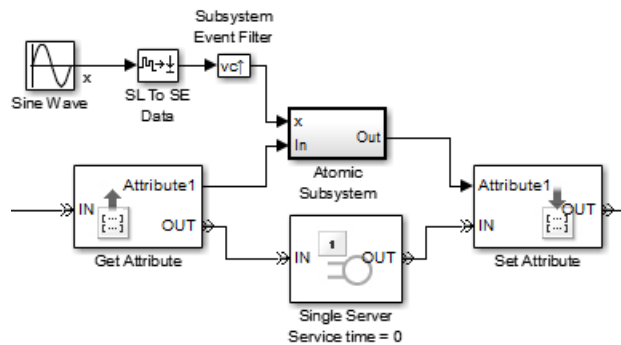 Subsystem
Event Filter
vc↑
x
Sine Wave
SL To SE
Data
x
In
Out
Atomic
Subsystem
Attribute1
IN
[...]
OUT
Get Attribute
Attribute1
IN
[...]
OUT
Set Attribute
IN
1
OUT
Single Server
Service time = 0